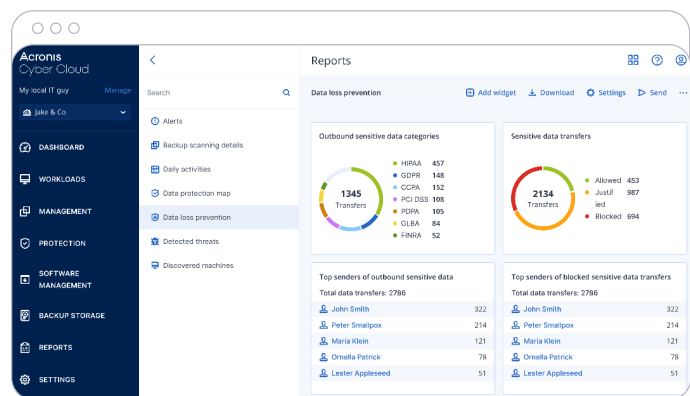 Acronis
Cyber Cloud
My local IT guy Manage
Jake & Co
DASHBOARD
WORKLOADS
MANAGEMENT
PROTECTION
SOFTWARE
MANAGEMENT
BACKUP STORAGE
REPORTS
SETTINGS
Search
Alerts
Backup scanning details
Daily activities
Data protection map
Data loss prevention
Detected threats
Discovered machines
Reports
Data loss prevention Add widget Download Settings Send
Outbound sensitive data categories
1345
Transfers
HIPAA 457
GDPR 148
CCPA 152
PCI DSS 108
PDPA 105
GLBA 84
FINRA 52
Sensitive data transfers
2134
Transfers
Allowed 453
Justif 987
ied
Blocked 694
Top senders of outbound sensitive data
Total data transfers: 2786
John Smith 322
Peter Smallpox 214
Maria Klein 121
Ornella Patrick 78
Lester Appleseed 51
Top senders of blocked sensitive data transfers
Total data transfers: 2786
John Smith 322
Peter Smallpox 214
Maria Klein 121
Ornella Patrick 78
Lester Appleseed 51